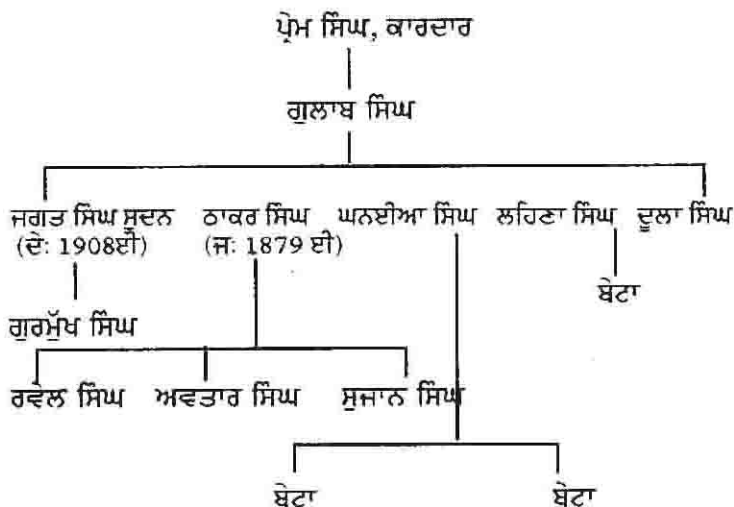 ਪ੍ਰੇਮ ਸਿੰਘ, ਕਾਰਦਾਰ
ਗੁਲਾਬ ਸਿੰਘ
ਜਗਤ ਸਿੰਘ ਸੂਦਨ ਠਾਕਰ ਸਿੰਘ ਘਨਈਆ ਸਿੰਘ ਲਹਿਣਾ ਸਿੰਘ ਦੂਲਾ ਸਿੰਘ
(ਦੇ: 1908ਈ) (ਜ: 1879 ਈ)
ਬੇਟਾ
ਗੁਰਮੁੱਖ ਸਿੰਘ
ਰਵੇਲ ਸਿੰਘ ਅਵਤਾਰ ਸਿੰਘ ਸੁਜਾਨ ਸਿੰਘ
ਬੇਟਾ ਬੇਟਾ